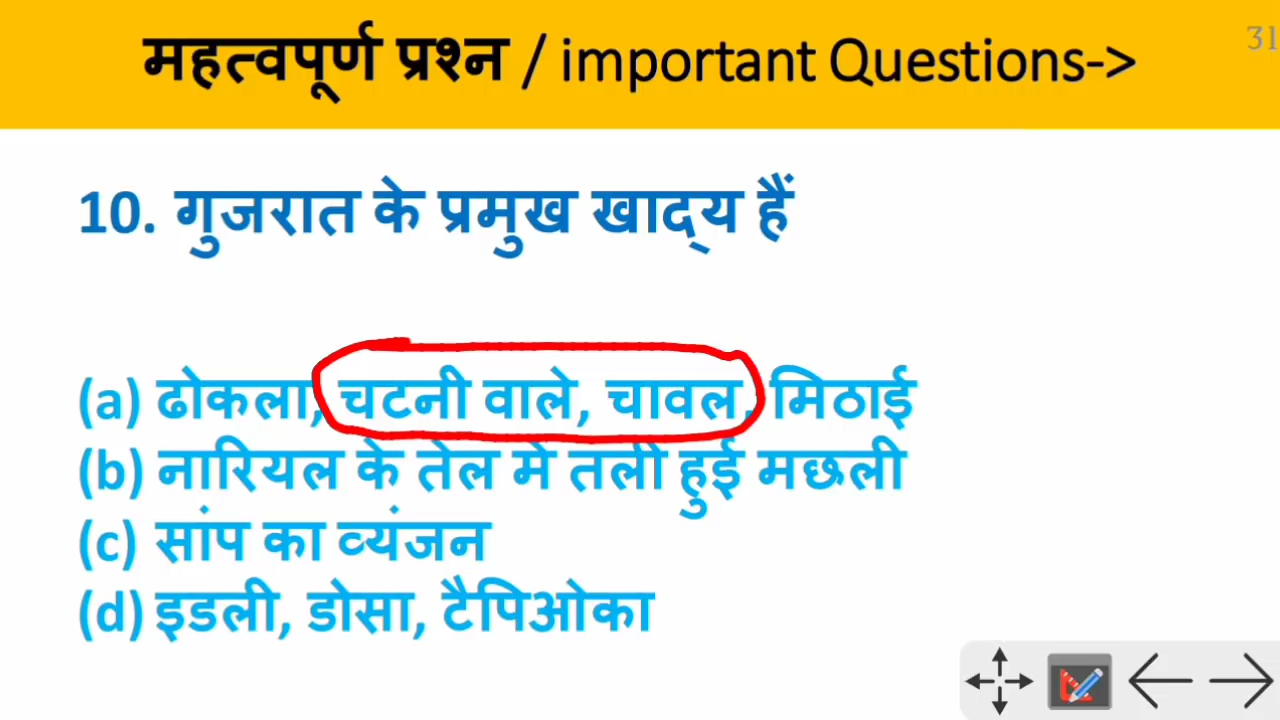 महत्वपूर्ण प्रश्न / important Questions->
31
10. गुजरात के प्रमुख खाद्य हैं
(a) ढोकला, चटनी वाले, चावल, मिठाई
(b) नारियल के तेल में तली हुई मछली
(c) सांप का व्यंजन
(d) इडली, डोसा, टैपिओका